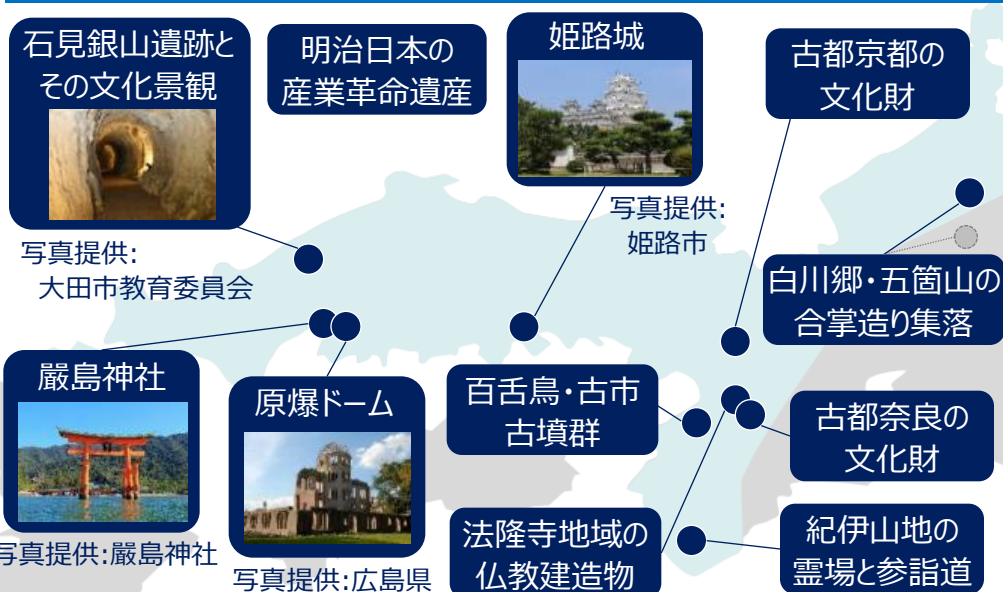 石見銀山遺跡と
その文化景観
写真提供:
大田市教育委員会
明治日本の
産業革命遺産
姫路城
写真提供:
姫路市
古都京都の
文化財
白川郷・五箇山の
合掌造り集落
嚴島神社
写真提供:嚴島神社
原爆ドーム
写真提供:広島県
百舌鳥・古市
古墳群
古都奈良の
文化財
法隆寺地域の
仏教建造物
紀伊山地の
霊場と参詣道